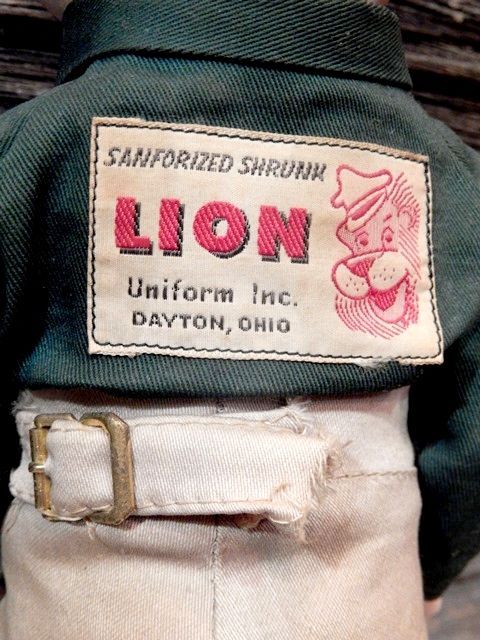 SANFORIZED SHRUNK
LION
Uniform Inc.
DAYTON, OHIO